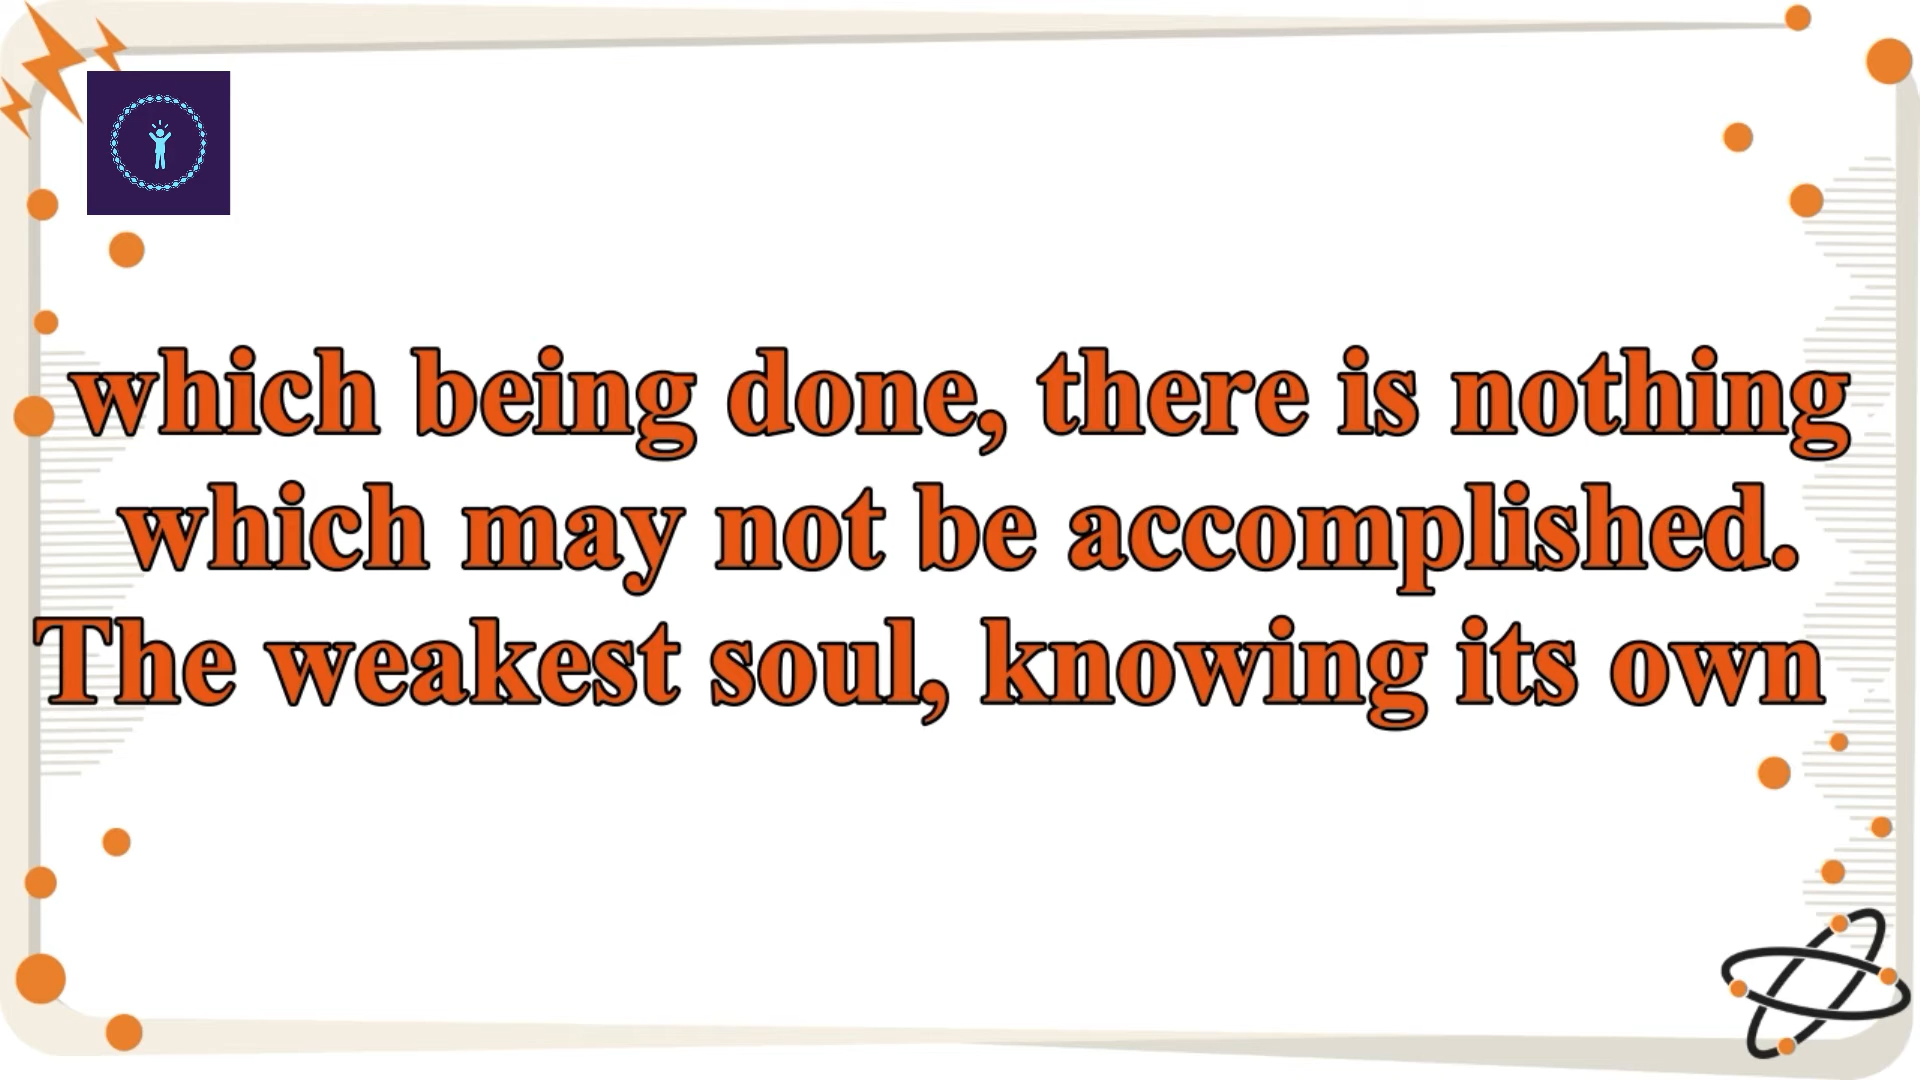 which being done, there is nothing
which may not be accomplished.
The weakest soul, knowing its own